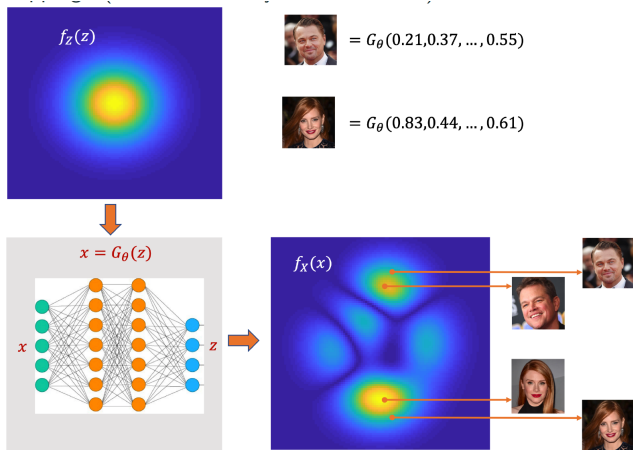 f_Z(z)
= G_θ(0.21,0.37, … , 0.55)
= G_θ(0.83,0.44, … , 0.61)
x = G_θ(z)
x
z
f_X(x)